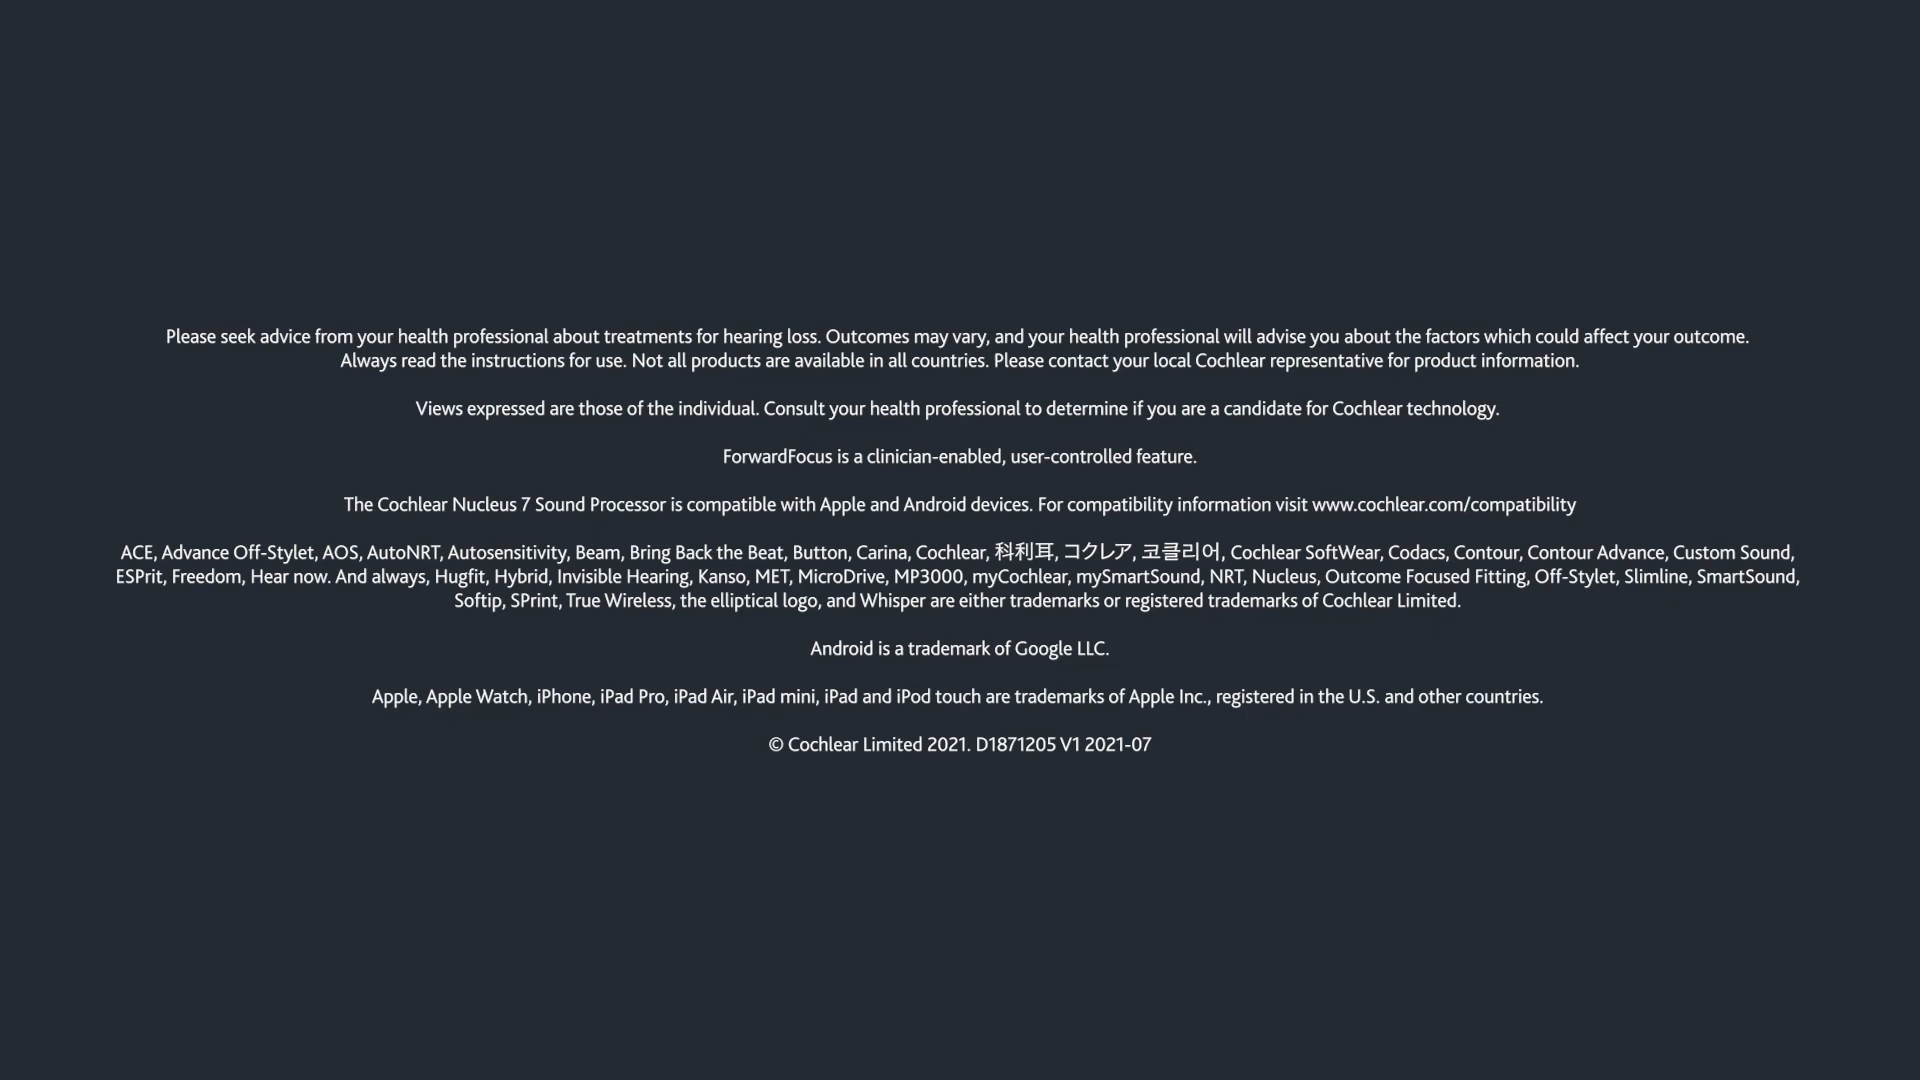 Please seek advice from your health professional about treatments for hearing loss. Outcomes may vary, and your health professional will advise you about the factors which could affect your outcome.
Always read the instructions for use. Not all products are available in all countries. Please contact your local Cochlear representative for product information.
Views expressed are those of the individual. Consult your health professional to determine if you are a candidate for Cochlear technology.
ForwardFocus is a clinician-enabled, user-controlled feature.
The Cochlear Nucleus 7 Sound Processor is compatible with Apple and Android devices. For compatibility information visit www.cochlear.com/compatibility
ACE, Advance Off-Stylet, AOS, AutoNRT, Autosensitivity, Beam, Bring Back the Beat, Button, Carina, Cochlear, 科利耳, コクレア, 코클리어, Cochlear SoftWear, Codacs, Contour, Contour Advance, Custom Sound,
ESPrit, Freedom, Hear now. And always, Hugfit, Hybrid, Invisible Hearing, Kanso, MET, MicroDrive, MP3000, myCochlear, mySmartSound, NRT, Nucleus, Outcome Focused Fitting, Off-Stylet, Slimline, SmartSound,
Softip, SPrint, True Wireless, the elliptical logo, and Whisper are either trademarks or registered trademarks of Cochlear Limited.
Android is a trademark of Google LLC.
Apple, Apple Watch, iPhone, iPad Pro, iPad Air, iPad mini, iPad and iPod touch are trademarks of Apple Inc., registered in the U.S. and other countries.
© Cochlear Limited 2021. D1871205 V1 2021-07